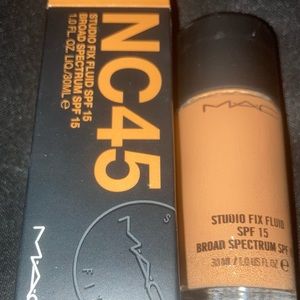 NC45
STUDIO FIX FLUID SPF 15
BROAD SPECTRUM SPF 15
1.0 FL. OZ. LIQ/30ML e
MAC
MAC
STUDIO FIX FLUID
SPF 15
BROAD SPECTRUM SPF
30 ML / 1.0 US FL OZ e